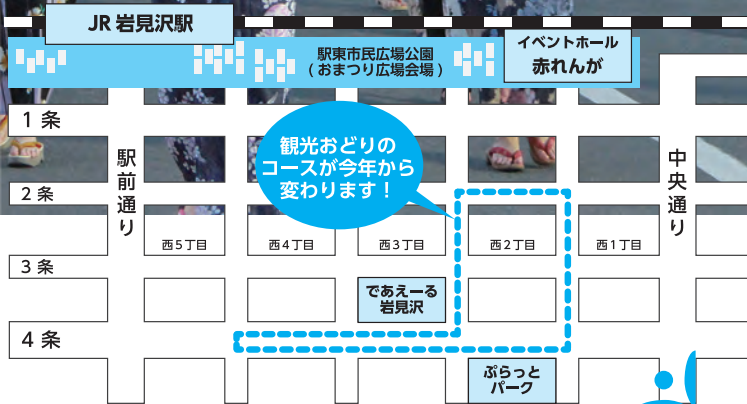 JR 岩見沢駅
駅東市民広場公園
( おまつり広場会場 )
イベントホール
赤れんが
1 条
観光おどりの
コースが今年から
変わります！
駅前通り
中央通り
2 条
西5丁目
西4丁目
西3丁目
西2丁目
西1丁目
3 条
であえーる
岩見沢
4 条
ぷらっと
パーク